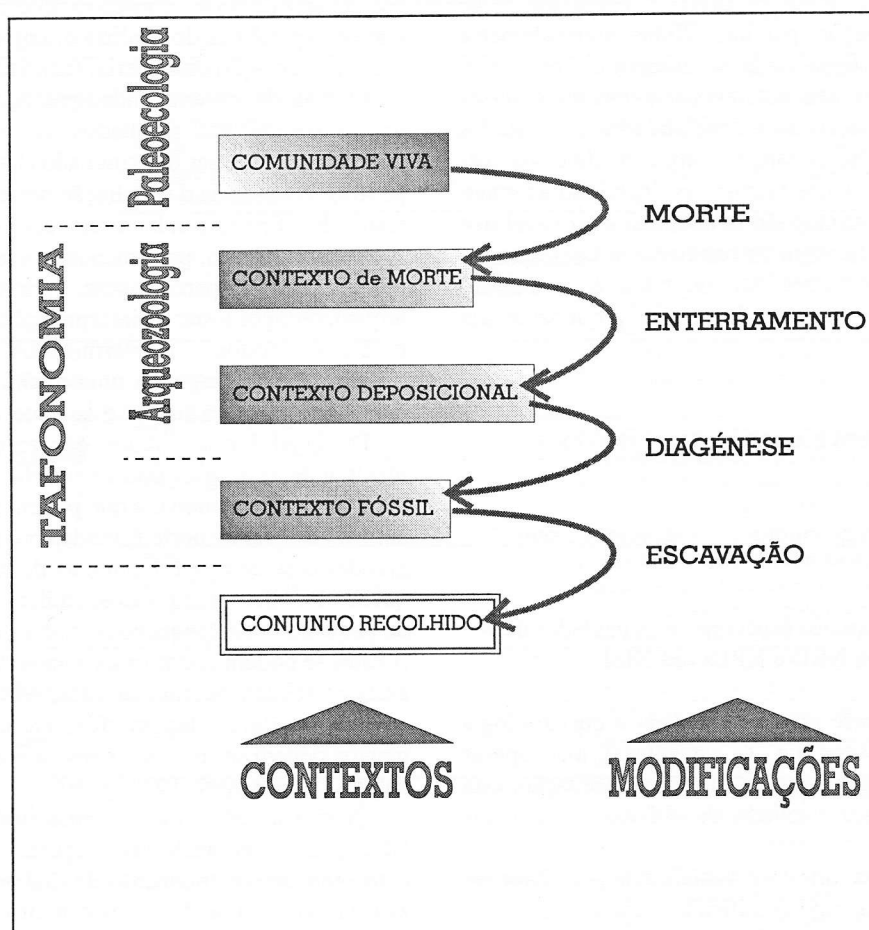 Paleoecologia
COMUNIDADE VIVA
MORTE
TAFONOMIA
Arqueozoologia
CONTEXTO de MORTE
ENTERRAMENTO
CONTEXTO DEPOSICIONAL
DIAGÉNESE
CONTEXTO FÓSSIL
ESCAVAÇÃO
CONJUNTO RECOLHIDO
CONTEXTOS
MODIFICAÇÕES